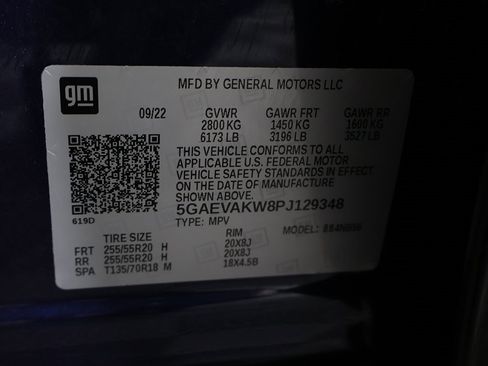 gm
MFD BY GENERAL MOTORS LLC
09/22 GVWR GAWR FRT GAWR RR
2800 KG 1450 KG 1600 KG
6173 LB 3196 LB 3527 LB
THIS VEHICLE CONFORMS TO ALL
APPLICABLE U.S. FEDERAL MOTOR
VEHICLE SAFETY STANDARDS IN EFFECT
ON THE DATE OF MANUFACTURE
SHOWN ABOVE.
5GAEVAKW8PJ129348
619D
TYPE: MPV MODEL:
TIRE SIZE RIM
FRT 255/55R20 H 20X8J
RR 255/55R20 H 20X8J
SPA T135/70R18 M 18X4.5B